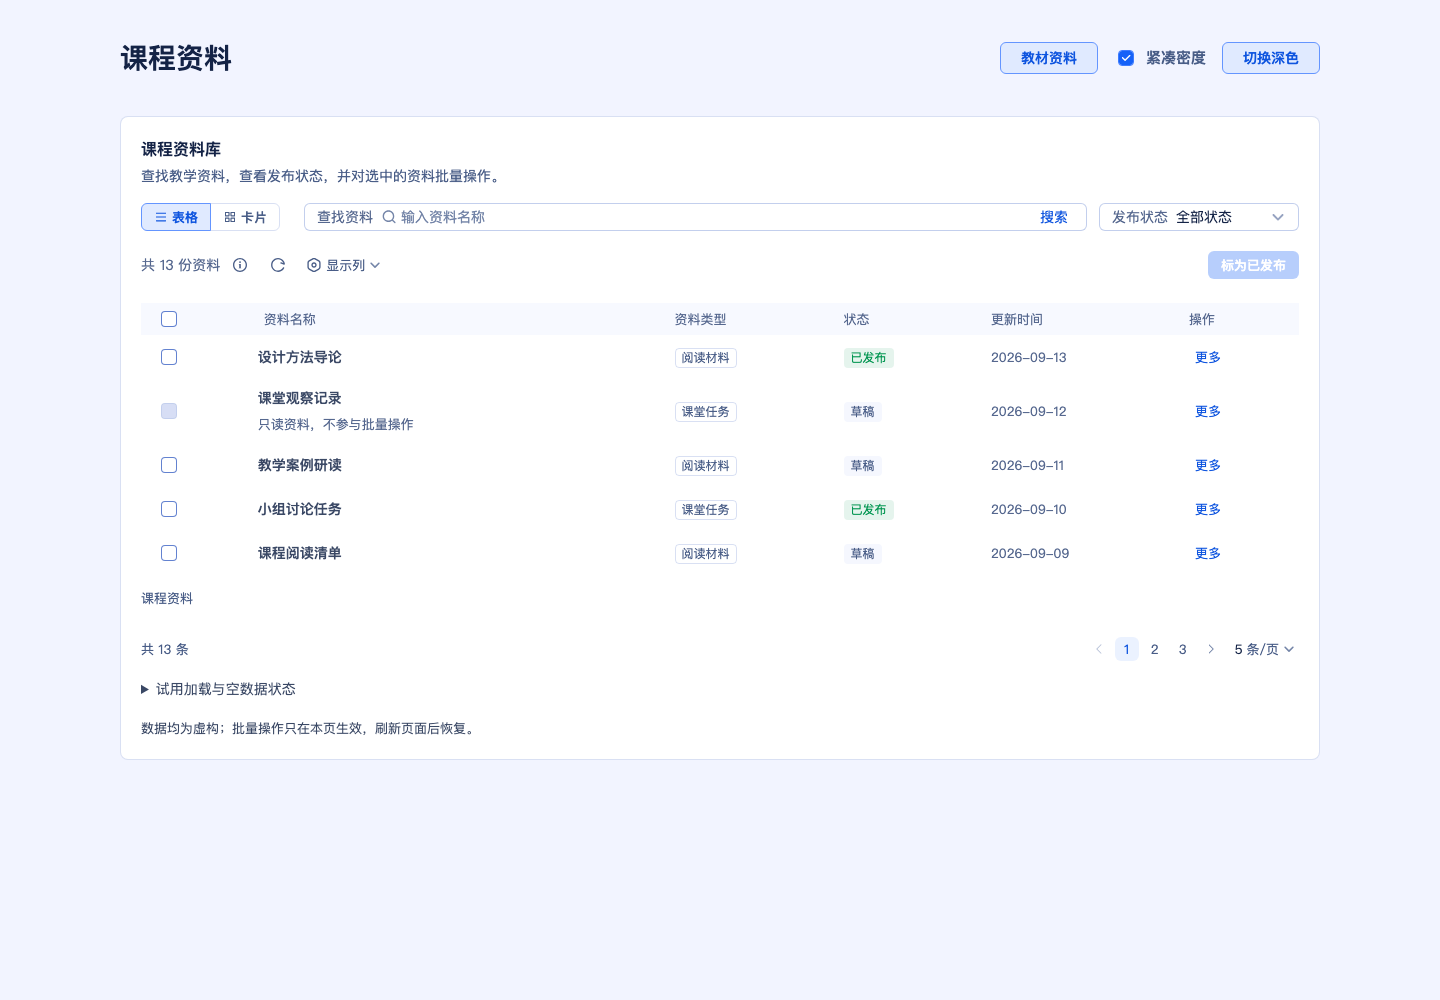 课程资料
教材资料
紧凑密度
切换深色
课程资料库
查找教学资料，查看发布状态，并对选中的资料批量操作。
表格 卡片 查找资料 输入资料名称 搜索 发布状态 全部状态
共 13 份资料 显示列 标为已发布
资料名称 资料类型 状态 更新时间 操作
设计方法导论 阅读材料 已发布 2026-09-13 更多
课堂观察记录
只读资料，不参与批量操作 课堂任务 草稿 2026-09-12 更多
教学案例研读 阅读材料 草稿 2026-09-11 更多
小组讨论任务 课堂任务 已发布 2026-09-10 更多
课程阅读清单 阅读材料 草稿 2026-09-09 更多
课程资料
共 13 条 1 2 3 5 条/页
试用加载与空数据状态
数据均为虚构；批量操作只在本页生效，刷新页面后恢复。